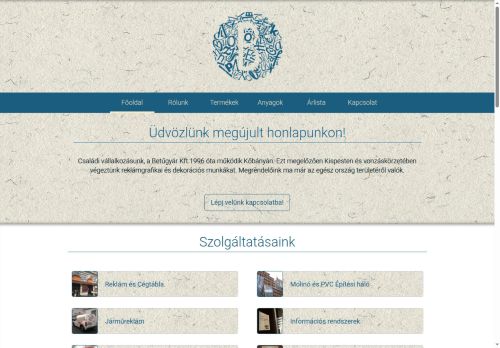 Főoldal Rólunk Termékek Anyagok Árlista Kapcsolat
Üdvözlünk megújult honlapunkon!
Családi vállalkozásunk, a Betűgyár Kft.1996 óta működik Kőbányán. Ezt megelőzően Kispesten és vonzáskörzetében
végeztünk reklámgrafikai és dekorációs munkákat. Megrendelőink ma már az egész ország területéről valók.
Lépj velünk kapcsolatba!
Szolgáltatásaink
Reklám és Cégtábla Molinó és PVC Építési háló
Járműreklám Információs rendszerek